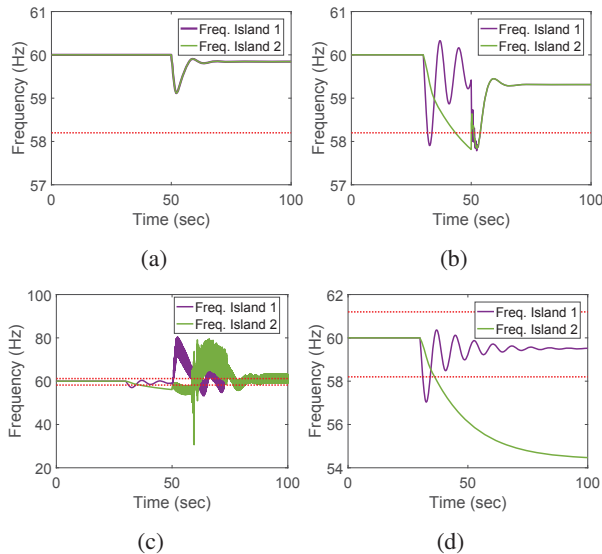 Frequency (Hz)
60
59
58
57
0
50
100
Time (sec)
Freq. Island 1
Freq. Island 2
(a)
Frequency (Hz)
61
60
59
58
57
0
50
100
Time (sec)
Freq. Island 1
Freq. Island 2
(b)
Frequency (Hz)
100
80
60
40
20
0
50
100
Time (sec)
Freq. Island 1
Freq. Island 2
(c)
Frequency (Hz)
62
60
58
56
54
0
50
100
Time (sec)
Freq. Island 1
Freq. Island 2
(d)